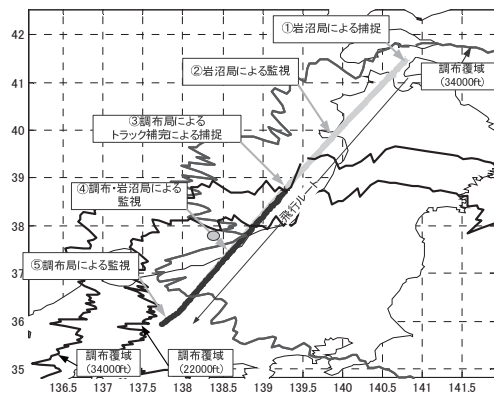 ①岩沼局による捕捉
②岩沼局による監視
調布覆域
(34000ft)
③調布局による
トラック補完による捕捉
④調布・岩沼局による
監視
飛行ルート
⑤調布局による監視
調布覆域
(34000ft)
調布覆域
(22000ft)
42
41
40
39
38
37
36
35
136.5 137 137.5 138 138.5 139 139.5 140 140.5 141 141.5